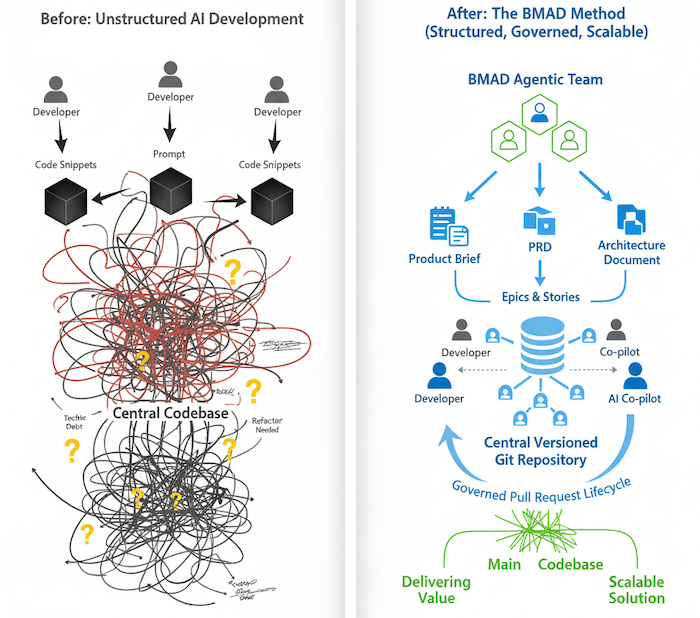 Before: Unstructured AI Development
Developer
Developer
Developer
Code Snippets
Prompt
Code Snippets
?
?
?
Techie
Debt
Central Codebase
Refactor
Needed
?
?
?
?
?
After: The BMAD Method
(Structured, Governed, Scalable)
BMAD Agentic Team
Product Brief
PRD
Architecture
Document
Epics & Stories
Developer
Co-pilot
Developer
AI Co-pilot
Central Versioned
Git Repository
Governed Pull Request Lifecycle
Main Codebase
Delivering
Value
Scalable
Solution